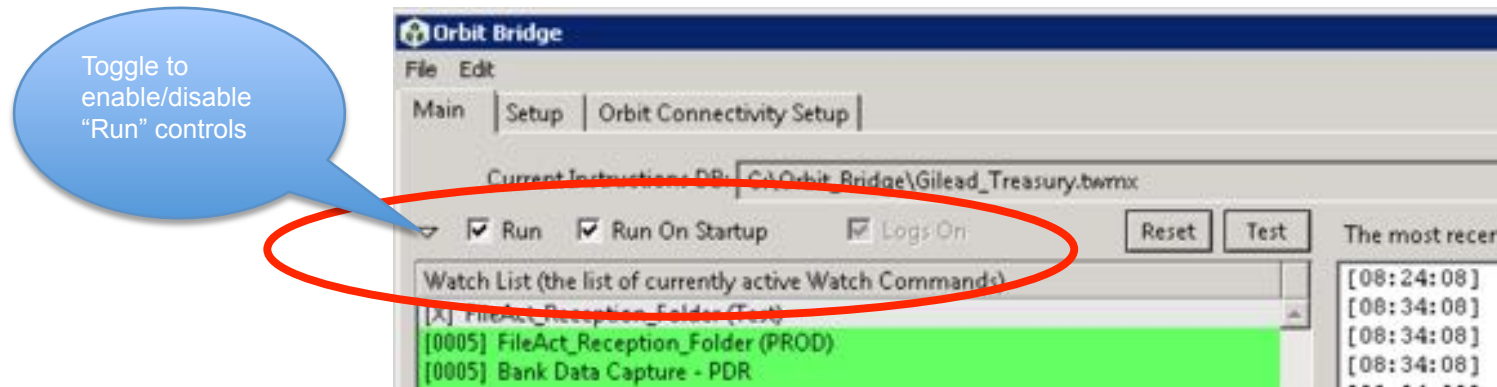 Toggle to
enable/disable
“Run” controls
Orbit Bridge
File Edit
Main Setup Orbit Connectivity Setup
Current Instructions DB: C:\Orbit_Bridge\Gilead_Treasury.twmx
Run Run On Startup Logs On Reset Test The most recen
Watch List (the list of currently active Watch Commands)
[X] FileAct_Reception_Folder (Test)
[0005] FileAct_Reception_Folder (PROD)
[0005] Bank Data Capture - PDR
[08:24:08]
[08:34:08]
[08:34:08]
[08:34:08]